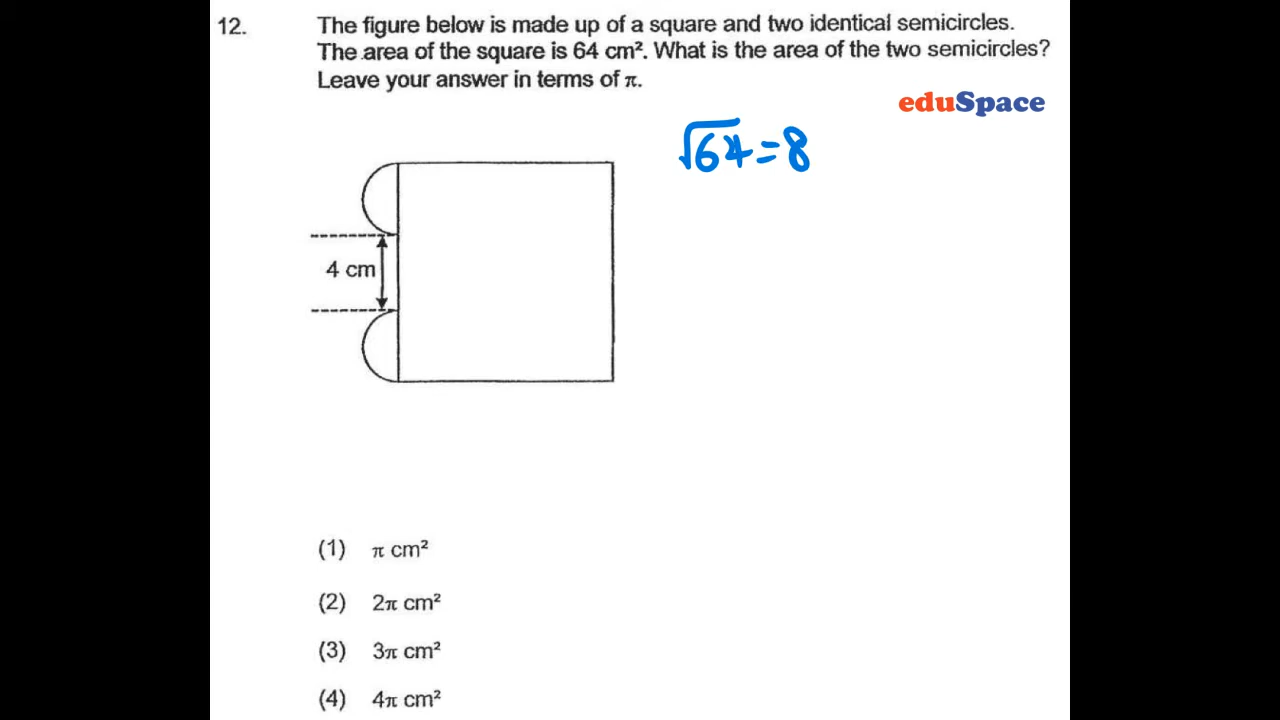 12. The figure below is made up of a square and two identical semicircles.
The area of the square is 64 cm². What is the area of the two semicircles?
Leave your answer in terms of π.
eduSpace
√64=8
4 cm
(1) π cm²
(2) 2π cm²
(3) 3π cm²
(4) 4π cm²